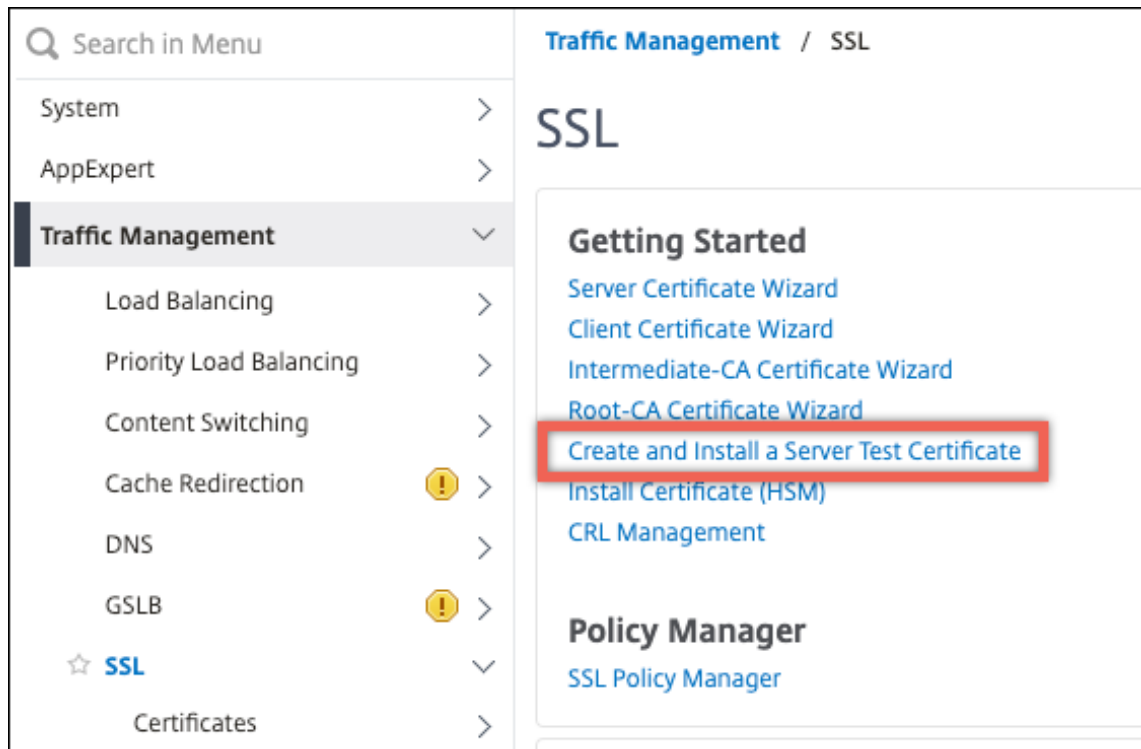 Search in Menu
System
AppExpert
Traffic Management
Load Balancing
Priority Load Balancing
Content Switching
Cache Redirection
DNS
GSLB
SSL
Certificates
Traffic Management / SSL
SSL
Getting Started
Server Certificate Wizard
Client Certificate Wizard
Intermediate-CA Certificate Wizard
Root-CA Certificate Wizard
Create and Install a Server Test Certificate
Install Certificate (HSM)
CRL Management
Policy Manager
SSL Policy Manager